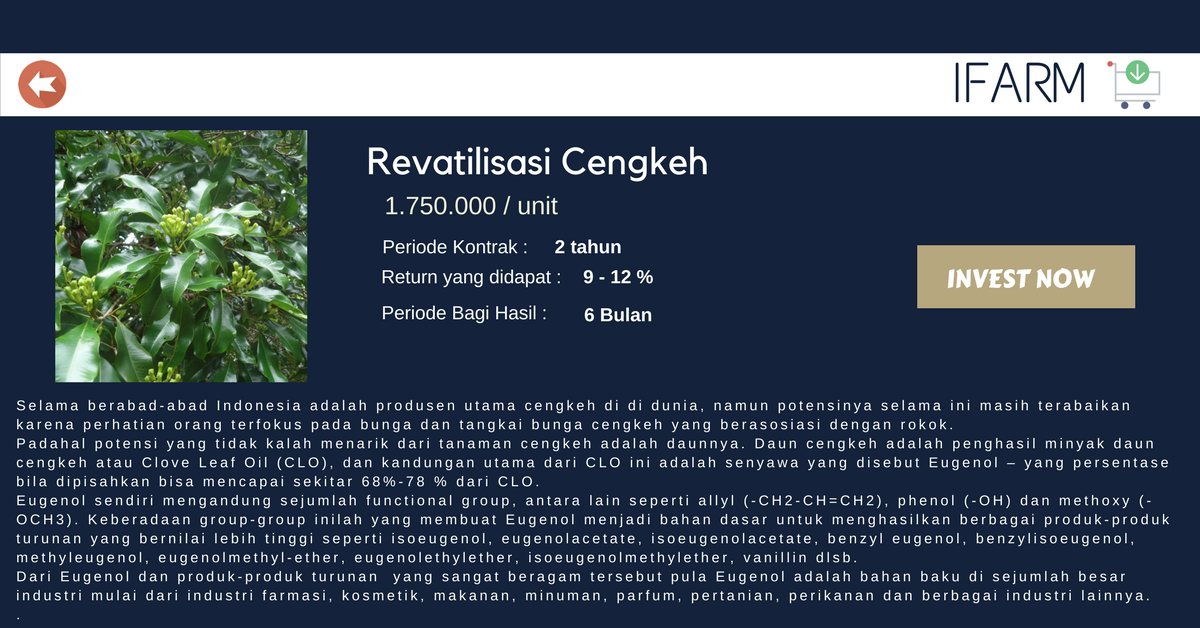 IFARM
Revatilisasi Cengkeh
1.750.000 / unit
Periode Kontrak : 2 tahun
Return yang didapat : 9 - 12 %
Periode Bagi Hasil : 6 Bulan
INVEST NOW
Selama berabad-abad Indonesia adalah produsen utama cengkeh di di dunia, namun potensinya selama ini masih terabaikan
karena perhatian orang terfokus pada bunga dan tangkai bunga cengkeh yang berasosiasi dengan rokok.
Padahal potensi yang tidak kalah menarik dari tanaman cengkeh adalah daunnya. Daun cengkeh adalah penghasil minyak daun
cengkeh atau Clove Leaf Oil (CLO), dan kandungan utama dari CLO ini adalah senyawa yang disebut Eugenol – yang persentase
bila dipisahkan bisa mencapai sekitar 68%-78 % dari CLO.
Eugenol sendiri mengandung sejumlah functional group, antara lain seperti allyl (-CH2-CH=CH2), phenol (-OH) dan methoxy (-
OCH3). Keberadaan group-group inilah yang membuat Eugenol menjadi bahan dasar untuk menghasilkan berbagai produk-produk
turunan yang bernilai lebih tinggi seperti isoeugenol, eugenolacetate, isoeugenolacetate, benzyl eugenol, benzylisoeugenol,
methyleugenol, eugenolmethyl-ether, eugenolethylether, isoeugenolmethylether, vanillin dlsb.
Dari Eugenol dan produk-produk turunan  yang sangat beragam tersebut pula Eugenol adalah bahan baku di sejumlah besar
industri mulai dari industri farmasi, kosmetik, makanan, minuman, parfum, pertanian, perikanan dan berbagai industri lainnya.
.